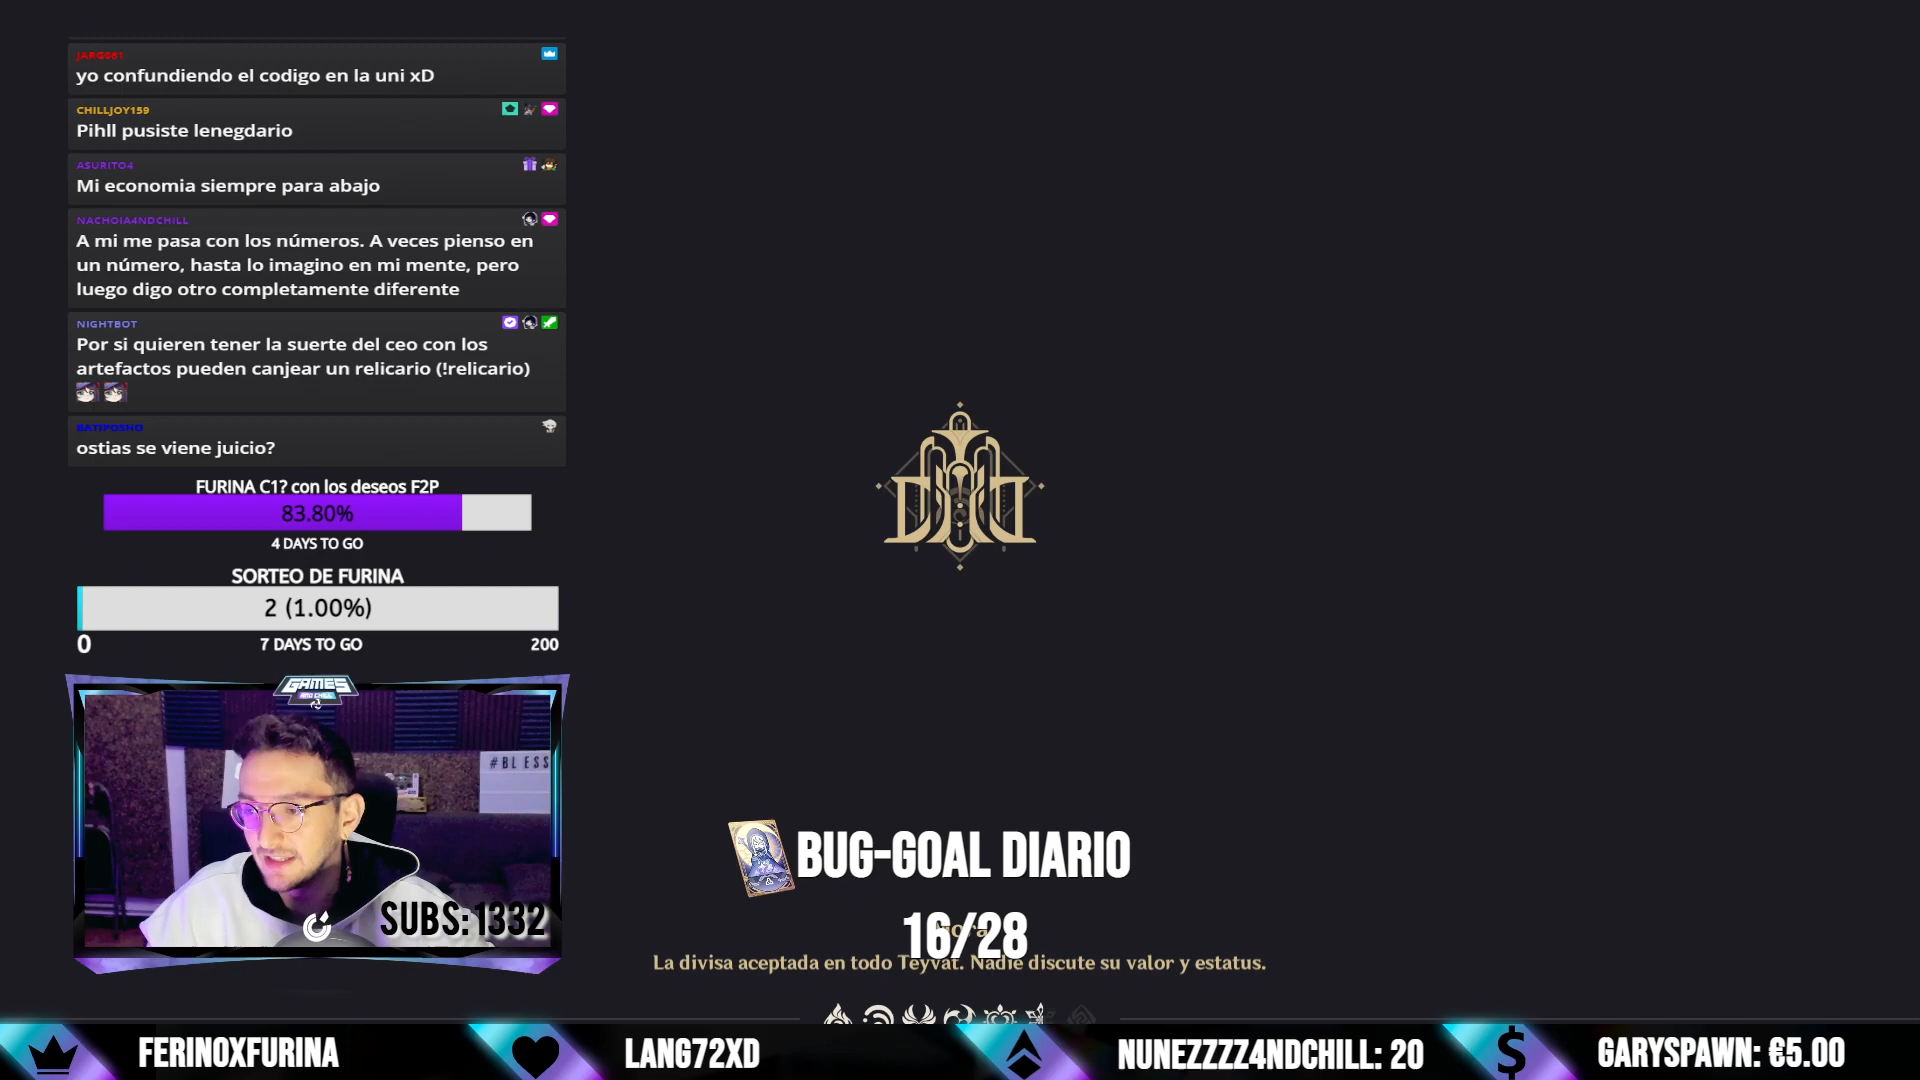 JARG081
yo confundiendo el codigo en la uni xD
CHILLJOY159
Pihll pusiste lenegdario
ASURITO4
Mi economia siempre para abajo
NACHOIA4NDCHILL
A mi me pasa con los números. A veces pienso en
un número, hasta lo imagino en mi mente, pero
luego digo otro completamente diferente
NIGHTBOT
Por si quieren tener la suerte del ceo con los
artefactos pueden canjear un relicario (!relicario)
BATIPOSHO
ostias se viene juicio?
FURINA C1? con los deseos F2P
83.80%
4 DAYS TO GO
SORTEO DE FURINA
2 (1.00%)
0 7 DAYS TO GO 200
GAMES
AND CHILL
#BLESS
SUBS:1332
BUG-GOAL DIARIO
16/28
La divisa aceptada en todo Teyvat. Nadie discute su valor y estatus.
FERINOXFURINA
LANG72XD
NUNEZZZZ4NDCHILL: 20
GARYSPAWN: €5.00